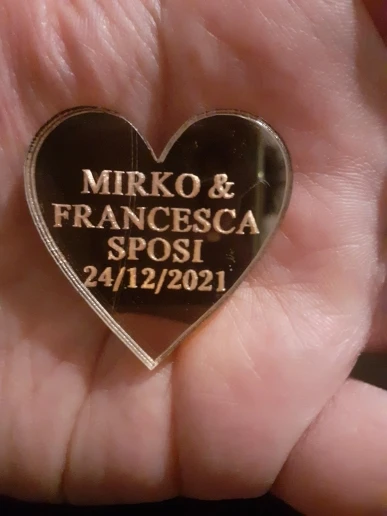 MIRKO &
FRANCESCA
SPOSI
24/12/2021